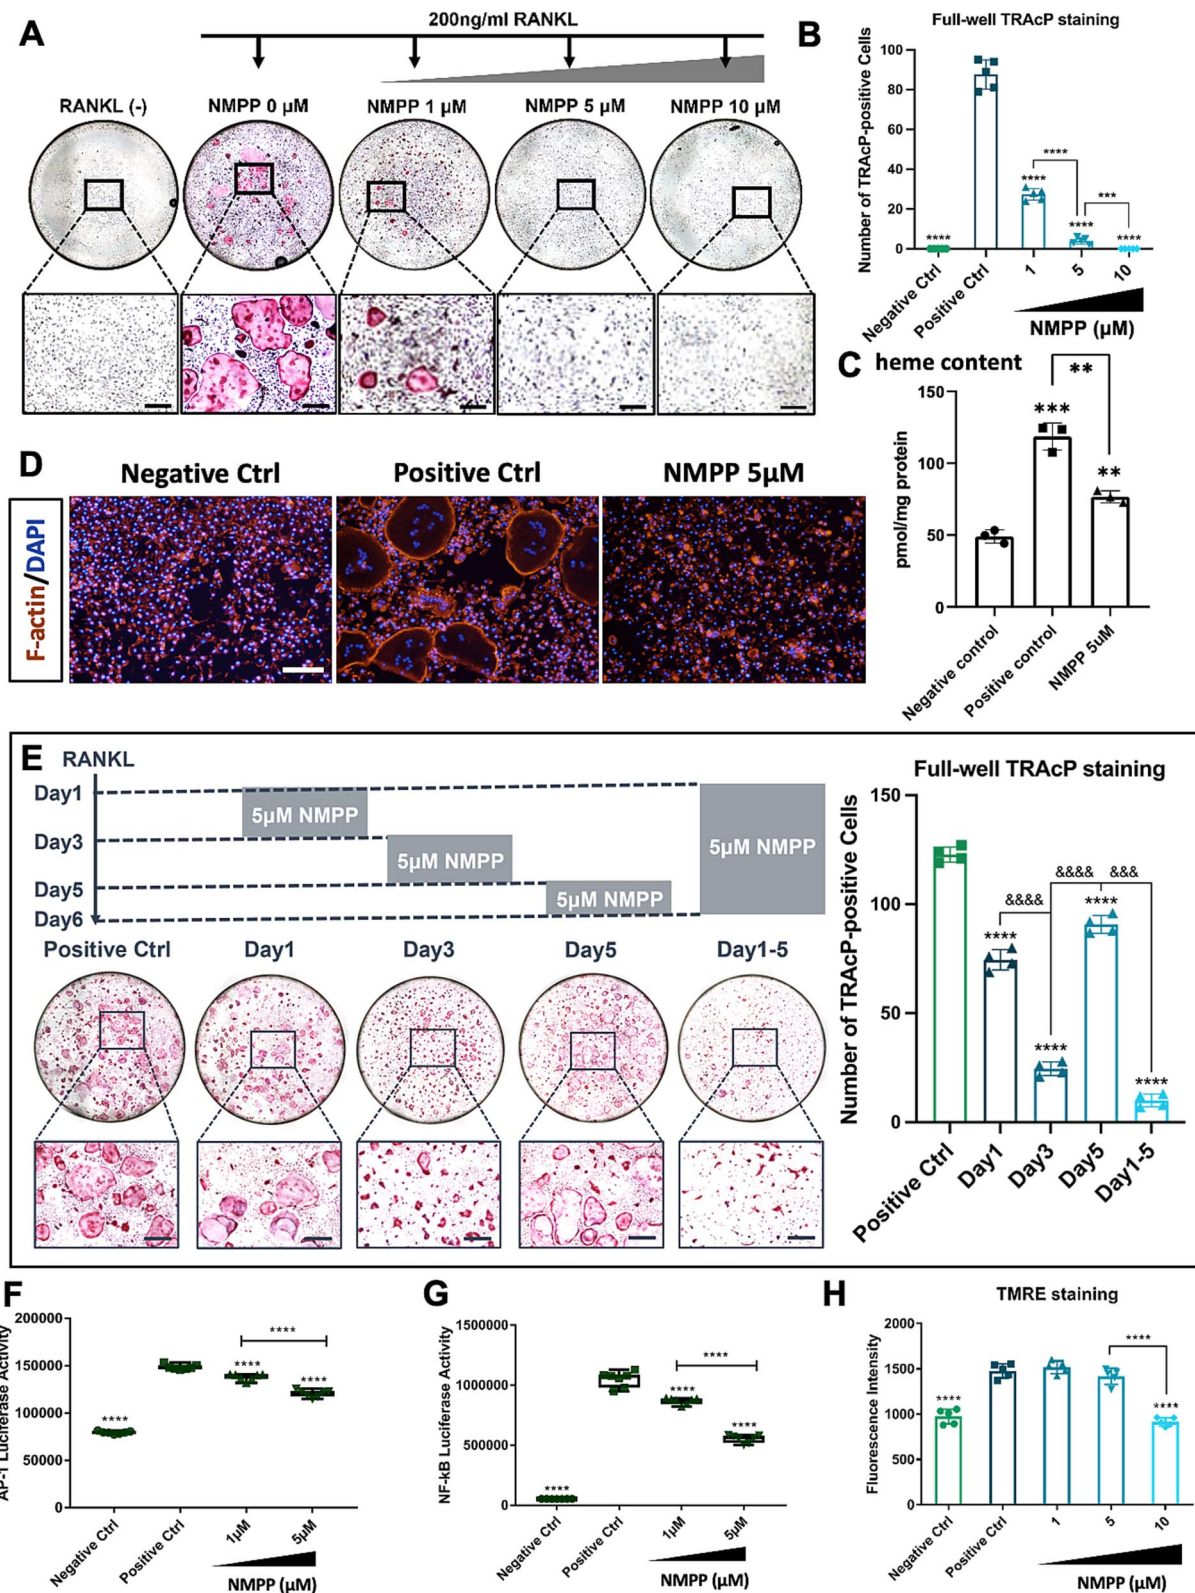 A
200ng/ml RANKL
RANKL (-)
NMPP 0 µM
NMPP 1 µM
NMPP 5 µM
NMPP 10 µM
B
Full-well TRAcP staining
Number of TRAcP-positive Cells
100
80
60
40
20
0
****
****
****
****
****
***
Negative Ctrl
Positive Ctrl
1
5
10
NMPP (µM)
C
heme content
pmol/mg protein
150
100
50
0
***
**
**
Negative control
Positive control
NMPP 5uM
D
Negative Ctrl
Positive Ctrl
NMPP 5µM
F-actin/DAPI
E
RANKL
Day1
Day3
Day5
Day6
5µM NMPP
5µM NMPP
5µM NMPP
5µM NMPP
Positive Ctrl
Day1
Day3
Day5
Day1-5
Full-well TRAcP staining
Number of TRAcP-positive Cells
150
100
50
0
&&&&
&&&&
&&&
****
****
****
****
Positive Ctrl
Day1
Day3
Day5
Day1-5
F
AP-1 Luciferase Activity
200000
150000
100000
50000
0
****
****
****
****
Negative Ctrl
Positive Ctrl
1µM
5µM
NMPP (µM)
G
NF-kB Luciferase Activity
1500000
1000000
500000
0
****
****
****
****
Negative Ctrl
Positive Ctrl
1µM
5µM
NMPP (µM)
H
TMRE staining
Fluorescence Intensity
2000
1500
1000
500
0
****
****
****
Negative Ctrl
Positive Ctrl
1
5
10
NMPP (µM)